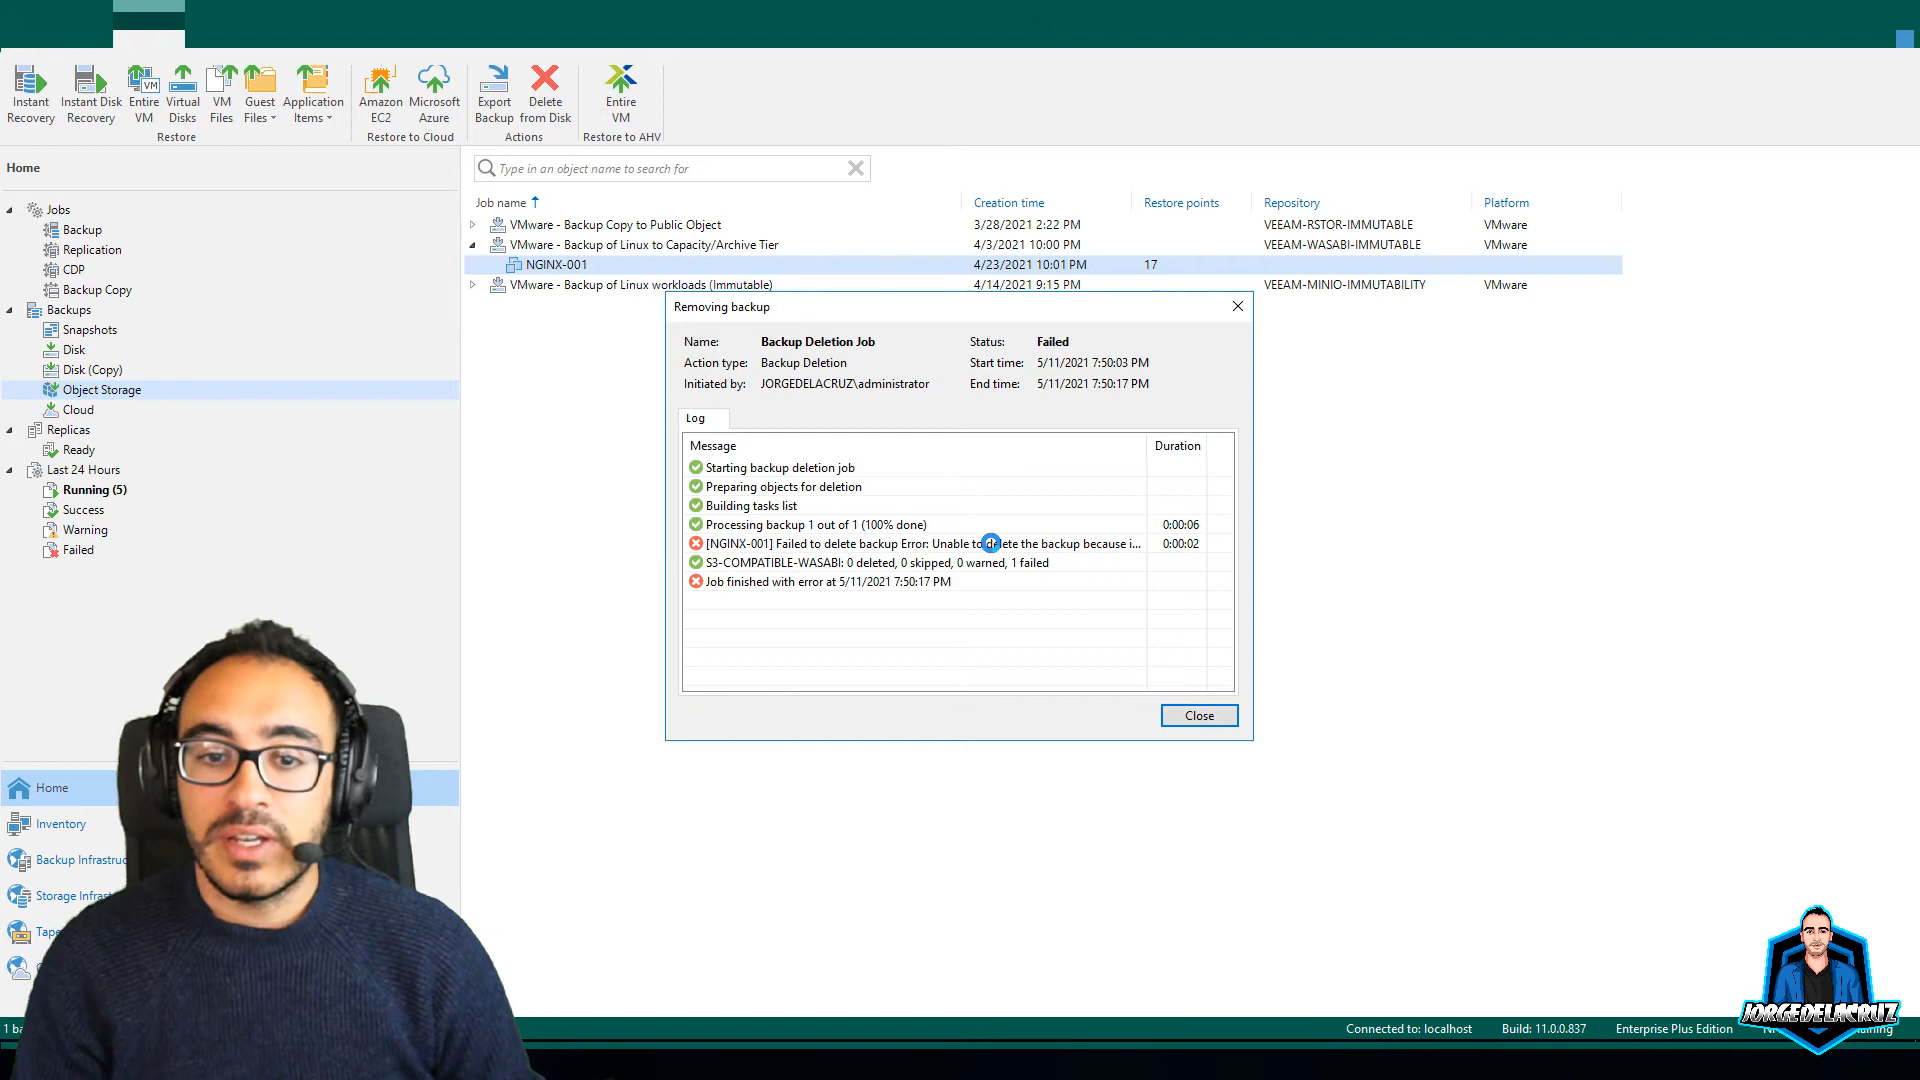 Instant Recovery
Instant Disk Recovery
Entire VM
Virtual Disks
VM Files
Guest Files
Application Items
Restore
Amazon EC2
Microsoft Azure
Restore to Cloud
Export Backup
Delete from Disk
Actions
Entire VM
Restore to AHV
Home
Type in an object name to search for
Job name Creation time Restore points Repository Platform
VMware - Backup Copy to Public Object 3/28/2021 2:22 PM VEEAM-RSTOR-IMMUTABLE VMware
VMware - Backup of Linux to Capacity/Archive Tier 4/3/2021 10:00 PM VEEAM-WASABI-IMMUTABLE VMware
NGINX-001 4/23/2021 10:01 PM 17
VMware - Backup of Linux workloads (Immutable) 4/14/2021 9:15 PM VEEAM-MINIO-IMMUTABILITY VMware
Jobs
Backup
Replication
CDP
Backup Copy
Backups
Snapshots
Disk
Disk (Copy)
Object Storage
Cloud
Replicas
Ready
Last 24 Hours
Running (5)
Success
Warning
Failed
Removing backup
Name: Backup Deletion Job Status: Failed
Action type: Backup Deletion Start time: 5/11/2021 7:50:03 PM
Initiated by: JORGEDELACRUZ\administrator End time: 5/11/2021 7:50:17 PM
Log
Message Duration
Starting backup deletion job
Preparing objects for deletion
Building tasks list
Processing backup 1 out of 1 (100% done) 0:00:06
[NGINX-001] Failed to delete backup Error: Unable to delete the backup because i... 0:00:02
S3-COMPATIBLE-WASABI: 0 deleted, 0 skipped, 0 warned, 1 failed
Job finished with error at 5/11/2021 7:50:17 PM
Close
Home
Inventory
Backup Infrastruc
Storage Infrast
Tape
1 ba
Connected to: localhost Build: 11.0.0.837 Enterprise Plus Edition
JORGEDELACRUZ